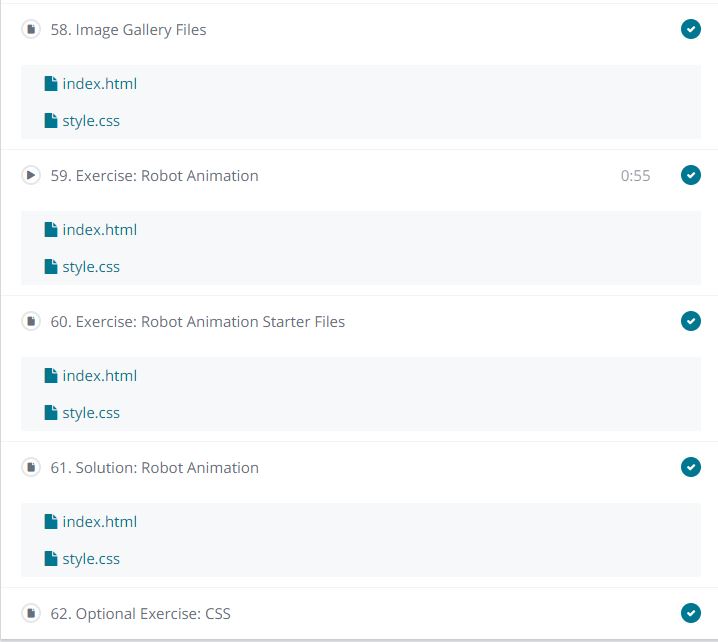 58. Image Gallery Files
index.html
style.css
59. Exercise: Robot Animation 0:55
index.html
style.css
60. Exercise: Robot Animation Starter Files
index.html
style.css
61. Solution: Robot Animation
index.html
style.css
62. Optional Exercise: CSS